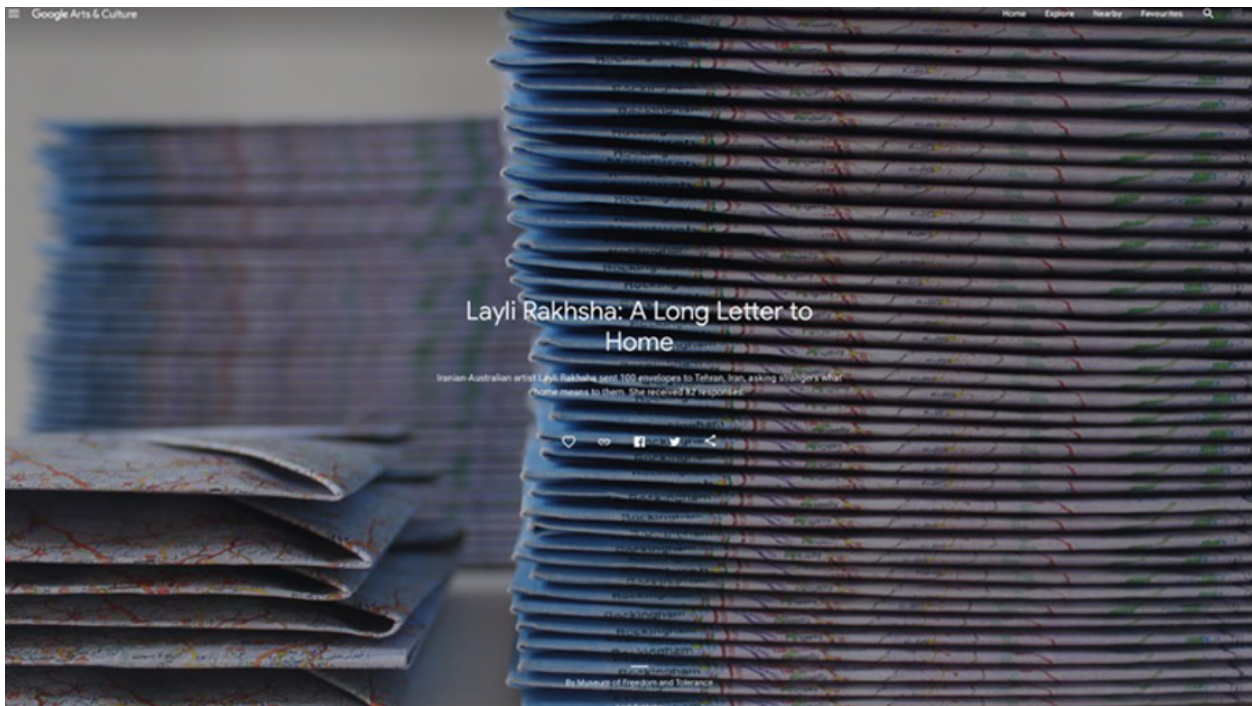 Google Arts & Culture
Home Explore Nearby Favourites
Layli Rakhsha: A Long Letter to
Home
Iranian-Australian artist Layli Rakhsha sent 100 envelopes to Tehran, Iran, asking strangers what
home means to them. She received 82 responses.
Rockingham
By Museum of Freedom and Tolerance